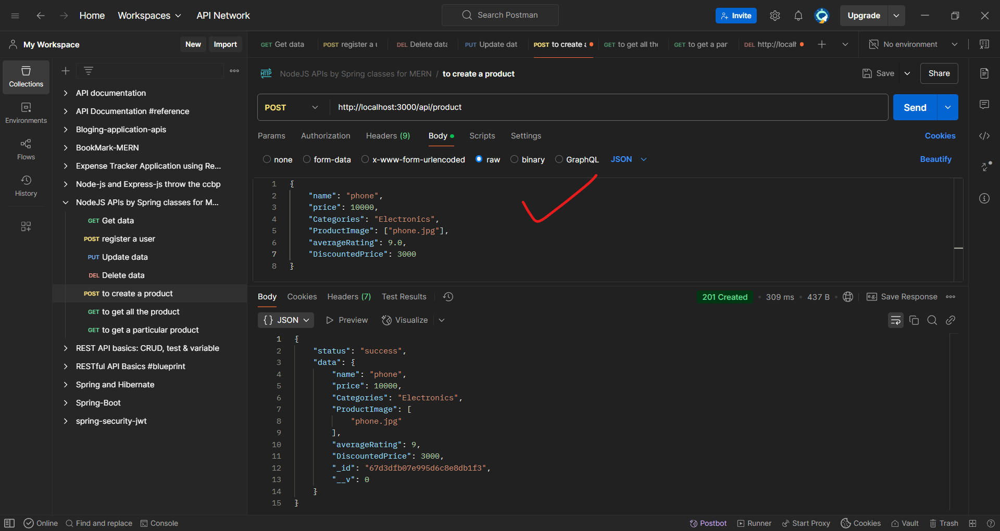 Home Workspaces API Network Search Postman Invite Upgrade
My Workspace New Import GET Get data POST register a u DEL Delete data PUT Update dat POST to create a GET to get all the GET to get a par DEL http://localh No environment
NodeJS APIs by Spring classes for MERN / to create a product Save Share
Collections
Environments
Flows
History
API documentation
API Documentation #reference
Bloging-application-apis
BookMark-MERN
Expense Tracker Application using Re...
Node-js and Express-js throw the ccbp
NodeJS APIs by Spring classes for M...
GET Get data
POST register a user
PUT Update data
DEL Delete data
POST to create a product
GET to get all the product
GET to get a particular product
REST API basics: CRUD, test & variable
RESTful API Basics #blueprint
Spring and Hibernate
Spring-Boot
spring-security-jwt
POST http://localhost:3000/api/product Send
Params Authorization Headers (9) Body Scripts Settings Cookies
none form-data x-www-form-urlencoded raw binary GraphQL JSON Beautify
1 {
2 "name": "phone",
3 "price": 10000,
4 "Categories": "Electronics",
5 "ProductImage": ["phone.jpg"],
6 "averageRating": 9.0,
7 "DiscountedPrice": 3000
8 }
Body Cookies Headers (7) Test Results 201 Created 309 ms 437 B e.g. Save Response
{} JSON Preview Visualize
1 {
2 "status": "success",
3 "data": {
4 "name": "phone",
5 "price": 10000,
6 "Categories": "Electronics",
7 "ProductImage": [
8 "phone.jpg"
9 ],
10 "averageRating": 9,
11 "DiscountedPrice": 3000,
12 "_id": "67d3dfb07e995d6c8e8db1f3",
13 "__v": 0
14 }
15 }
Online Find and replace Console Postbot Runner Start Proxy Cookies Vault Trash